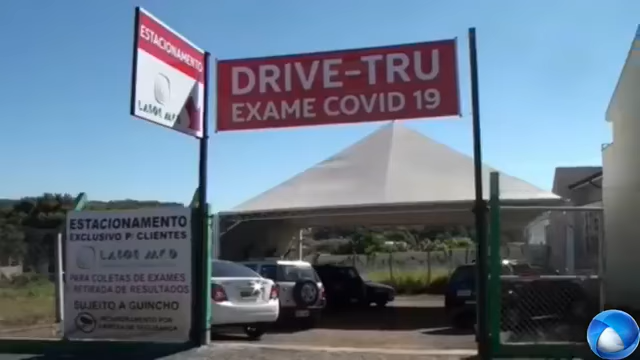 ESTACIONAMENTO
DRIVE-TRU
EXAME COVID 19
ESTACIONAMENTO
EXCLUSIVO P/ CLIENTES
PARA COLETAS DE EXAMES
E RETIRADA DE RESULTADOS
SUJEITO A GUINCHO